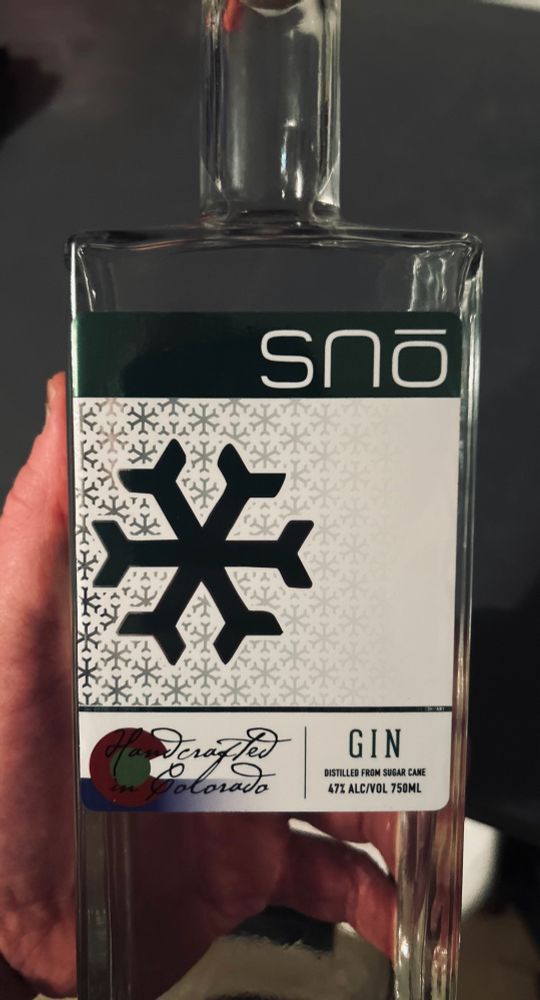 snō
Handcrafted
in Colorado
GIN
DISTILLED FROM SUGAR CANE
47% ALC/VOL 750ML